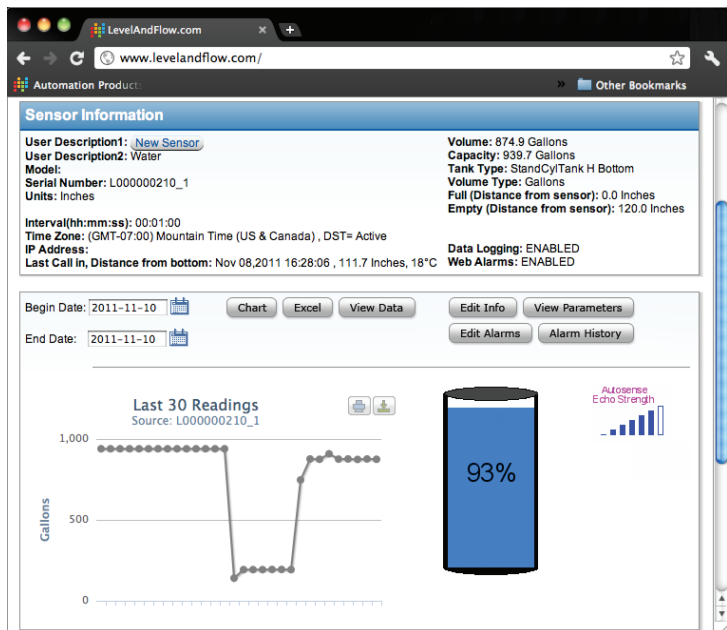 LevelAndFlow.com
www.levelandflow.com/
Automation Product
» Other Bookmarks
Sensor Information
User Description1: New Sensor
User Description2: Water
Model:
Serial Number: L000000210_1
Units: Inches
Interval(hh:mm:ss): 00:01:00
Time Zone: (GMT-07:00) Mountain Time (US & Canada) , DST= Active
IP Address:
Last Call in, Distance from bottom: Nov 08,2011 16:28:06 , 111.7 Inches, 18°C
Volume: 874.9 Gallons
Capacity: 939.7 Gallons
Tank Type: StandCylTank H Bottom
Volume Type: Gallons
Full (Distance from sensor): 0.0 Inches
Empty (Distance from sensor): 120.0 Inches
Data Logging: ENABLED
Web Alarms: ENABLED
Begin Date: 2011-11-10
End Date: 2011-11-10
Chart Excel View Data
Edit Info View Parameters
Edit Alarms Alarm History
Last 30 Readings
Source: L000000210_1
1,000
500
0
Gallons
93%
Autosense
Echo Strength